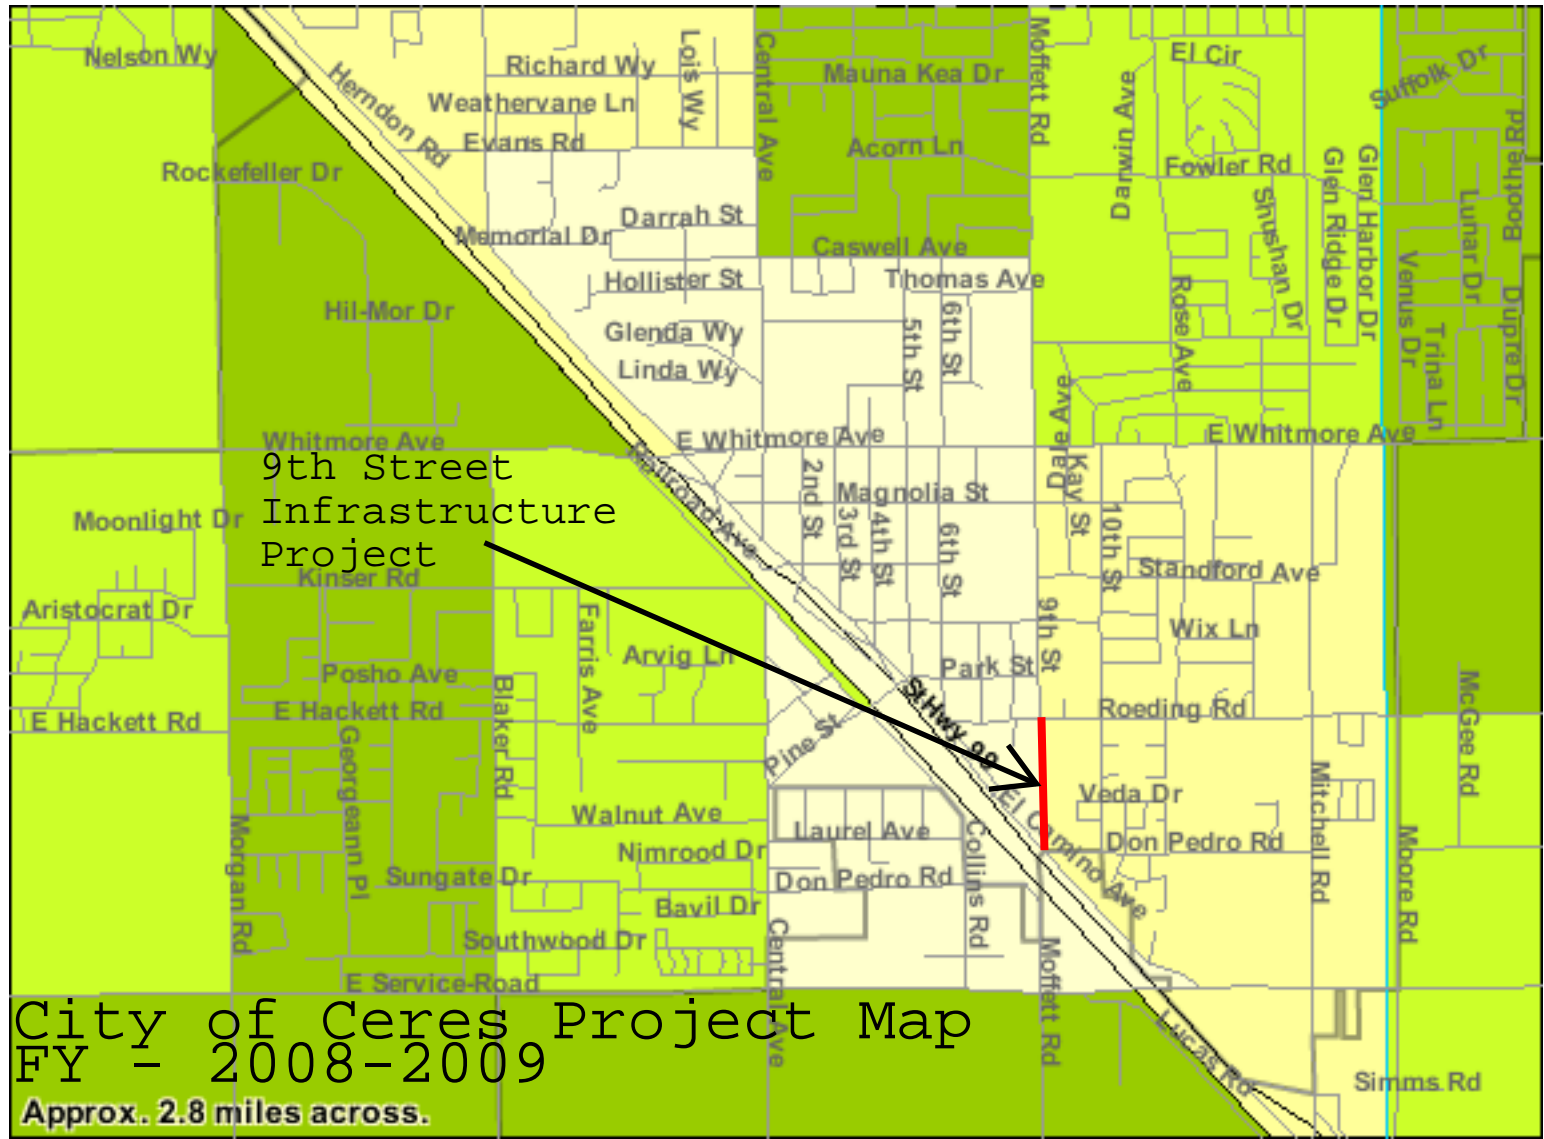 Nelson Wy
Herndon Rd
Richard Wy
Lois Wy
Central Ave
Mauna Kea Dr
Moffett Rd
El Cir
Suffolk Dr
Weathervane Ln
Evans Rd
Acorn Ln
Darwin Ave
Fowler Rd
Glen Ridge Dr
Glen Harbor Dr
Boothe Rd
Rockefeller Dr
Darrah St
Memorial Dr
Caswell Ave
Shushan Dr
Lunar Dr
Venus Dr
Hollister St
Thomas Ave
Hil-Mor Dr
Glenda Wy
5th St
6th St
Rose Ave
Trina Ln
Dupre Dr
Linda Wy
Whitmore Ave
E Whitmore Ave
E Whitmore Ave
9th Street
Infrastructure
Project
Railroad Ave
2nd St
Magnolia St
3rd St
4th St
6th St
Kay St
10th St
Moonlight Dr
Kinser Rd
Standford Ave
Aristocrat Dr
Farris Ave
Arvig Ln
9th St
Wix Ln
Posho Ave
Blaker Rd
Park St
St Hwy 99
McGee Rd
E Hackett Rd
E Hackett Rd
Georgeann Pl
Pine St
Roeding Rd
Veda Dr
Mitchell Rd
Walnut Ave
Laurel Ave
El Camino Ave
Don Pedro Rd
Morgan Rd
Nimrood Dr
Collins Rd
Moore Rd
Sungate Dr
Don Pedro Rd
Bavil Dr
Southwood Dr
Central Ave
Moffett Rd
E Service-Road
City of Ceres Project Map
FY - 2008-2009
Lucas Rd
Simms Rd
Approx. 2.8 miles across.